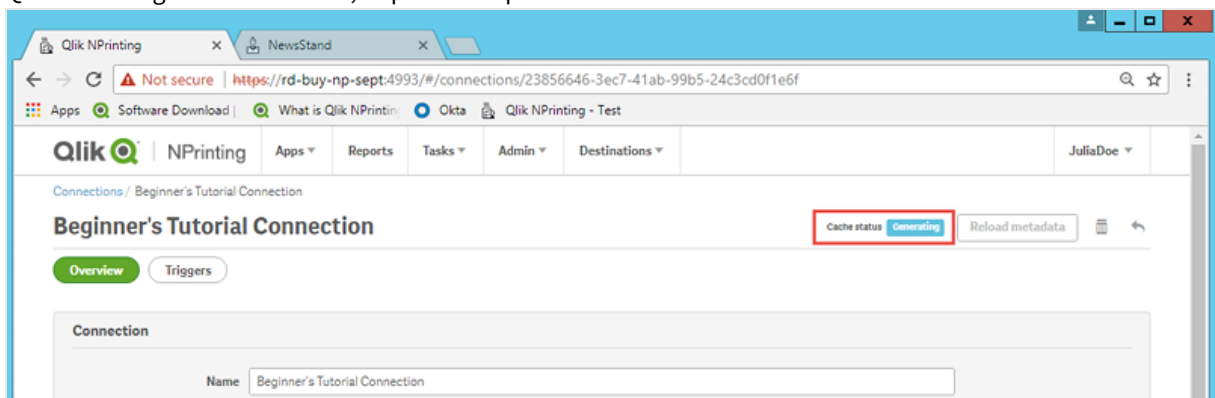 Qlik NPrinting
NewsStand
Not secure | https://rd-buy-np-sept:4993/#/connections/23856646-3ec7-41ab-99b5-24c3cd0f1e6f
Apps Software Download | What is Qlik NPrinting Okta Qlik NPrinting - Test
Qlik NPrinting Apps Reports Tasks Admin Destinations JuliaDoe
Connections / Beginner's Tutorial Connection
Beginner's Tutorial Connection Cache status Generating Reload metadata
Overview Triggers
Connection
Name Beginner's Tutorial Connection